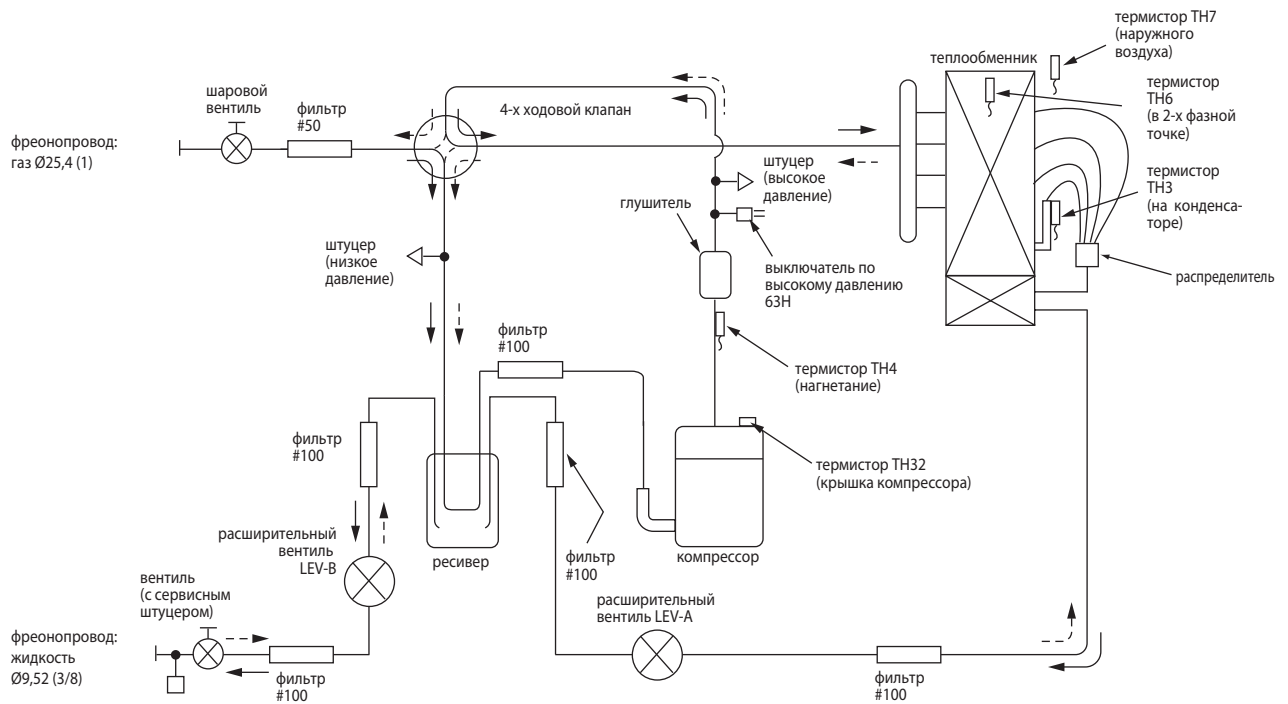 термистор TH7
(наружного
воздуха)
теплообменник
термистор
TH6
(в 2-х фазной
точке)
шаровой
вентиль
фильтр
#50
4-х ходовой клапан
фреонопровод:
газ Ø25,4 (1)
штуцер
(высокое
давление)
термистор
TH3
(на конденса-
торе)
глушитель
штуцер
(низкое
давление)
выключатель по
высокому давлению
63H
распределитель
фильтр
#100
термистор TH4
(нагнетание)
фильтр
#100
термистор TH32
(крышка компрессора)
расширительный
вентиль
LEV-B
ресивер
фильтр
#100
компрессор
вентиль
(с сервисным
штуцером)
расширительный
вентиль LEV-A
фреонопровод:
жидкость
Ø9,52 (3/8)
фильтр
#100
фильтр
#100